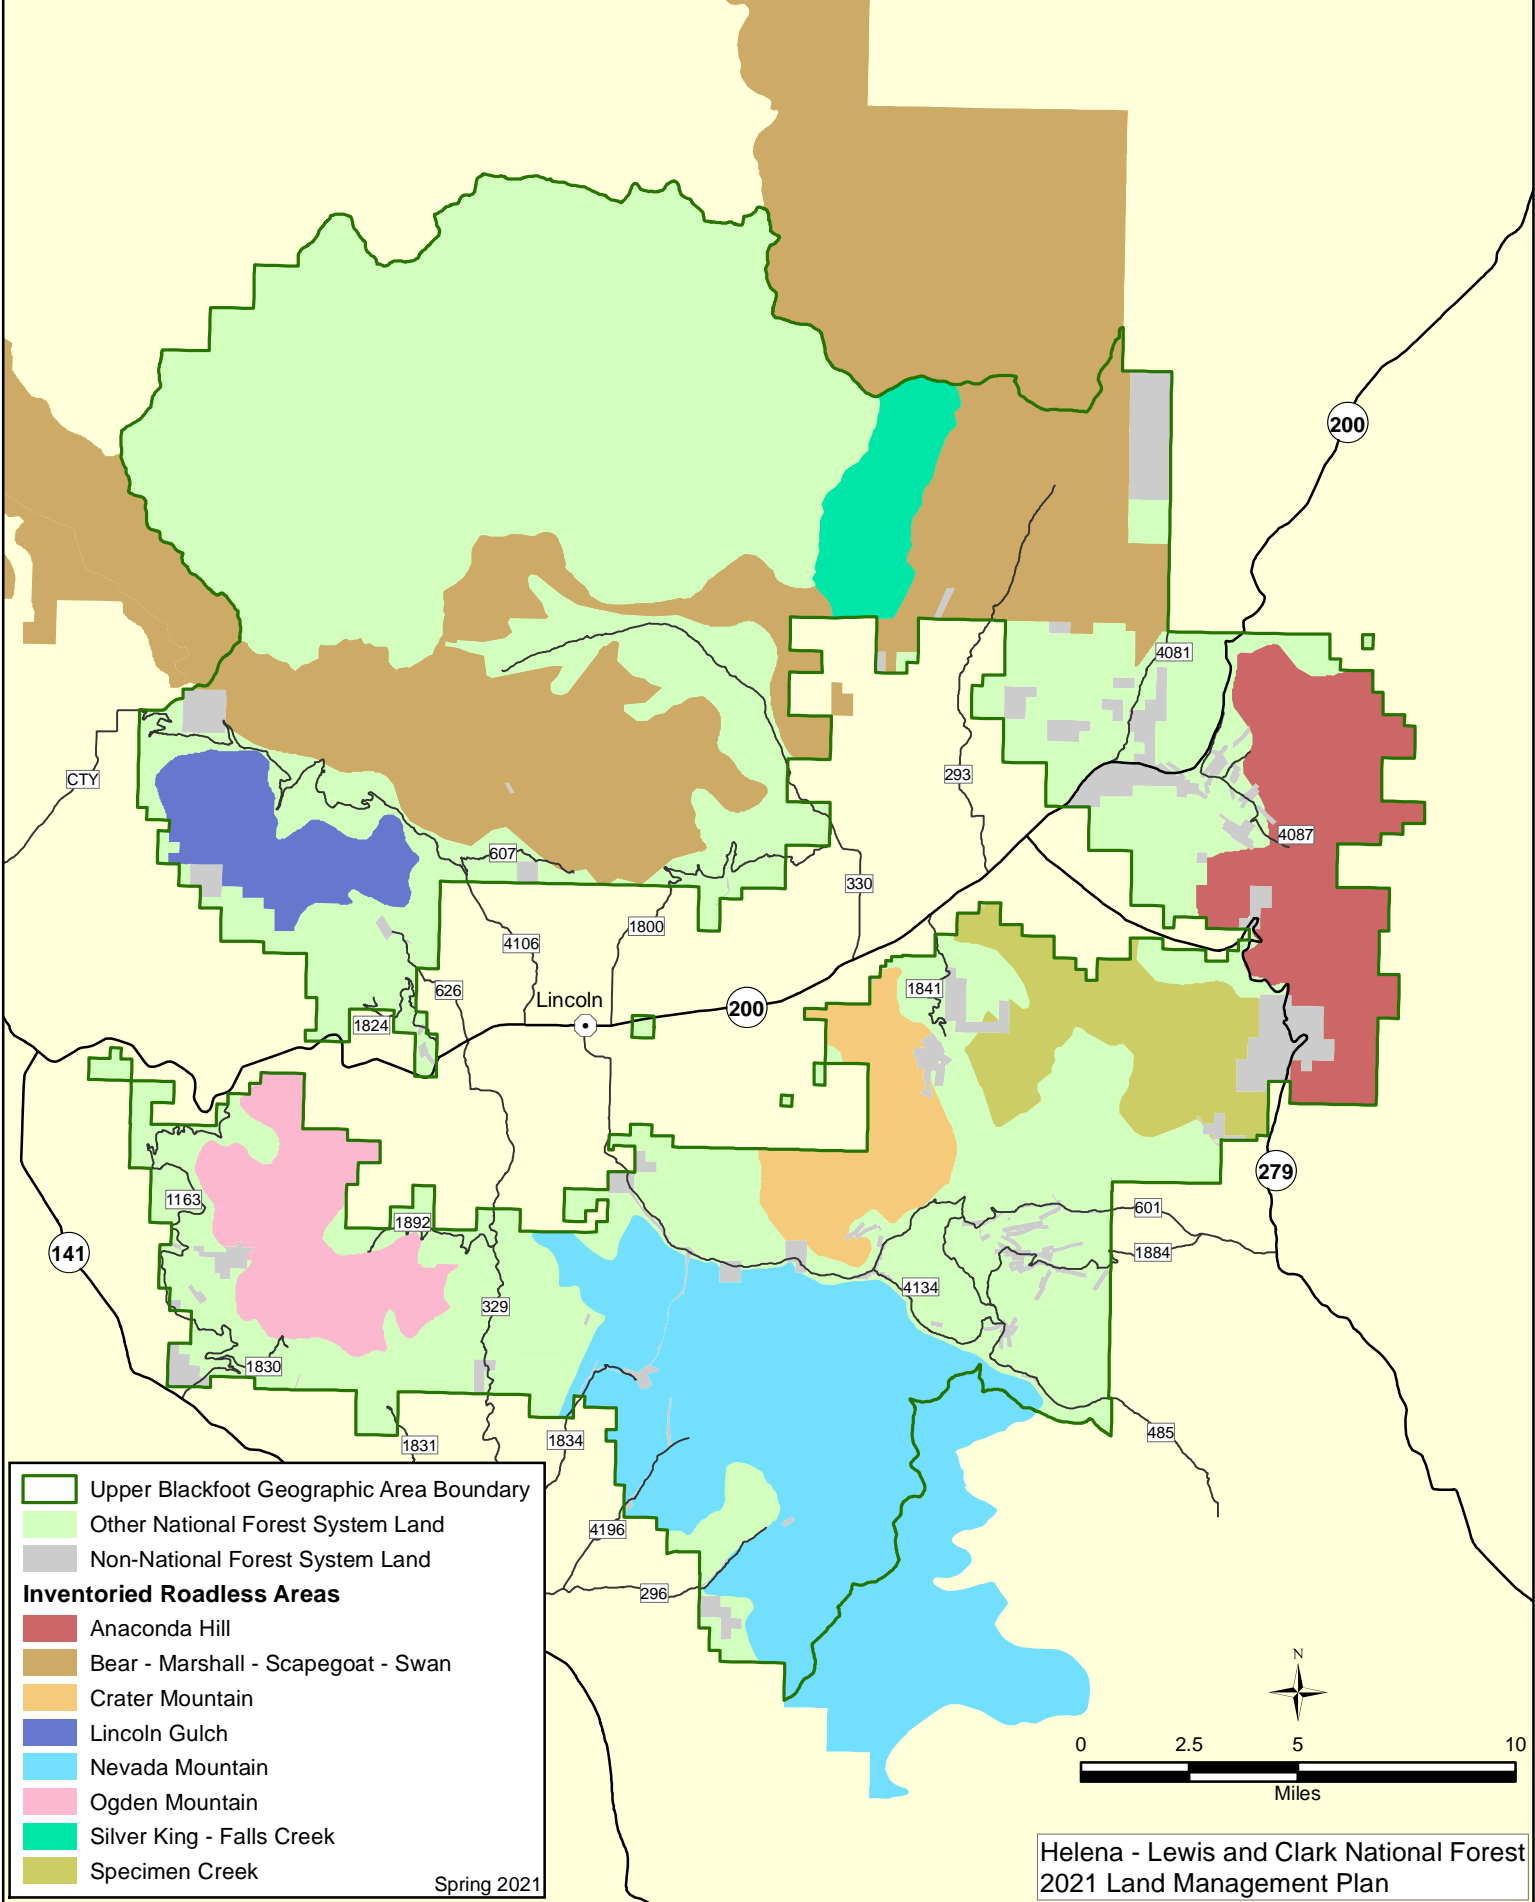 200
4081
CTY
293
4087
607
330
1800
4106
626
1841
Lincoln
200
1824
279
1163
601
1892
141
1884
4134
329
1830
485
1831
1834
4196
296
Upper Blackfoot Geographic Area Boundary
Other National Forest System Land
Non-National Forest System Land
Inventoried Roadless Areas
Anaconda Hill
Bear - Marshall - Scapegoat - Swan
Crater Mountain
Lincoln Gulch
Nevada Mountain
Ogden Mountain
Silver King - Falls Creek
Specimen Creek
Spring 2021
N
0 2.5 5 10
Miles
Helena - Lewis and Clark National Forest
2021 Land Management Plan